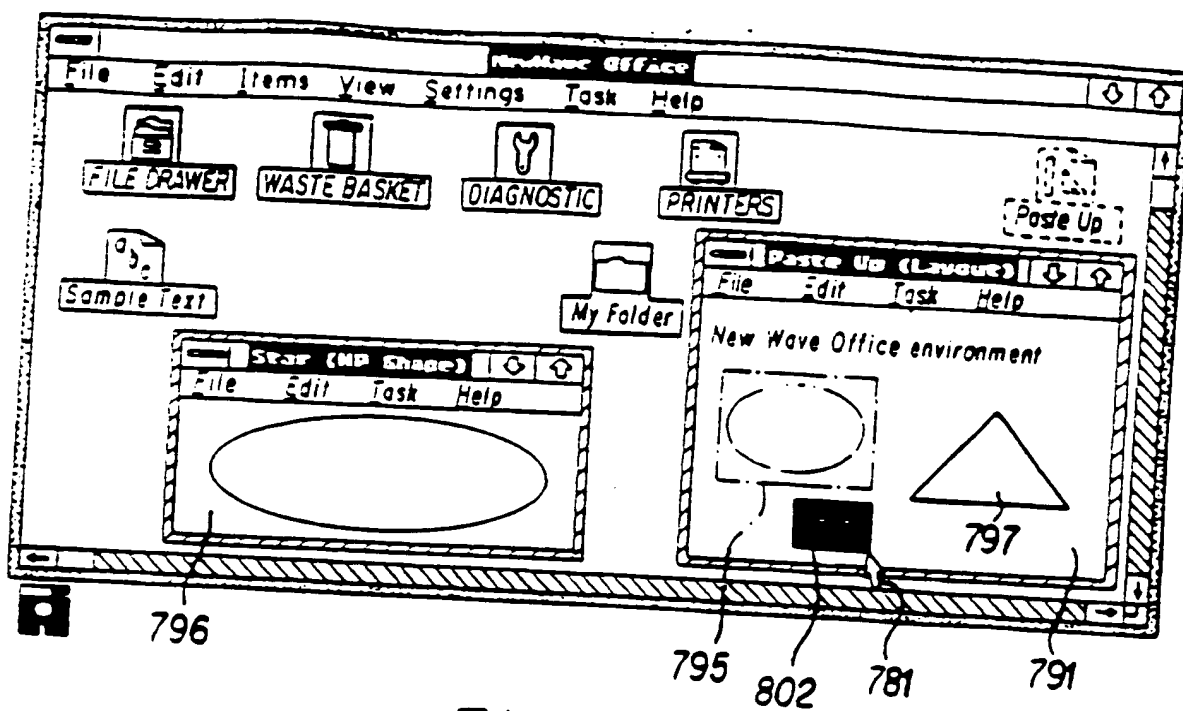 NewWave Office
File Edit Items View Settings Task Help
FILE DRAWER WASTE BASKET DIAGNOSTIC PRINTERS Paste Up
abc
Sample Text
My Folder
Paste Up (Layout)
File Edit Task Help
New Wave Office environment
Star (HP Shape)
File Edit Task Help
797
796
795
802
781
791